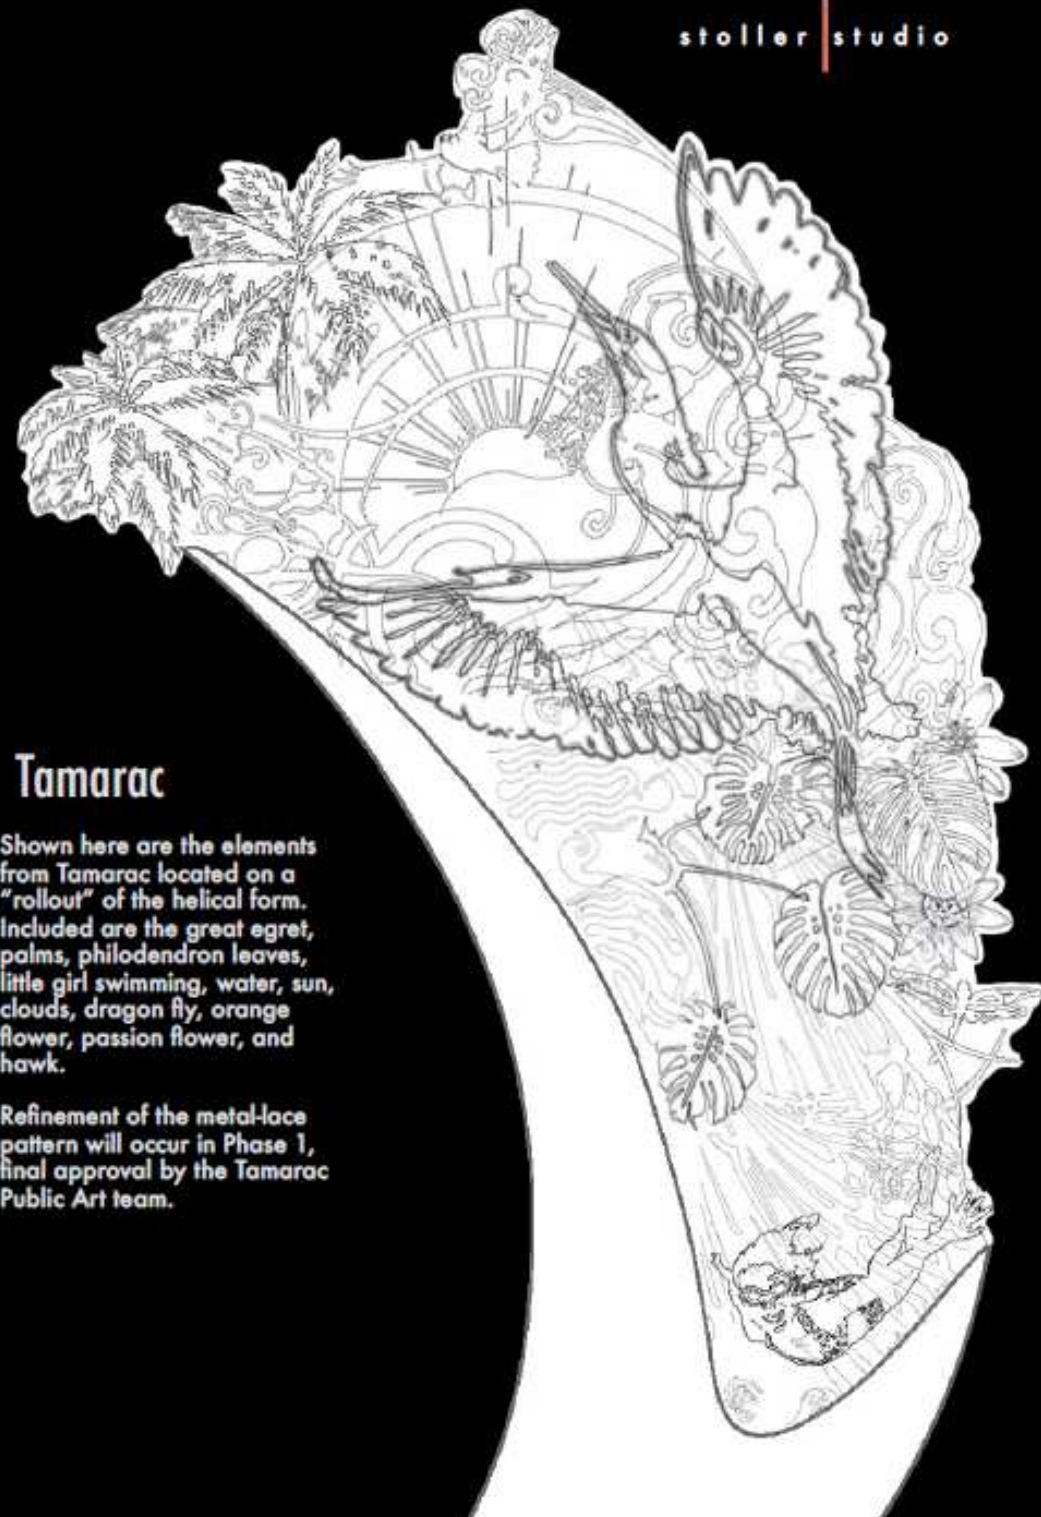 stoller studio
Tamarac
Shown here are the elements
from Tamarac located on a
"rollout" of the helical form.
Included are the great egret,
palms, philodendron leaves,
little girl swimming, water, sun,
clouds, dragon fly, orange
flower, passion flower, and
hawk.
Refinement of the metal-lace
pattern will occur in Phase 1,
final approval by the Tamarac
Public Art team.